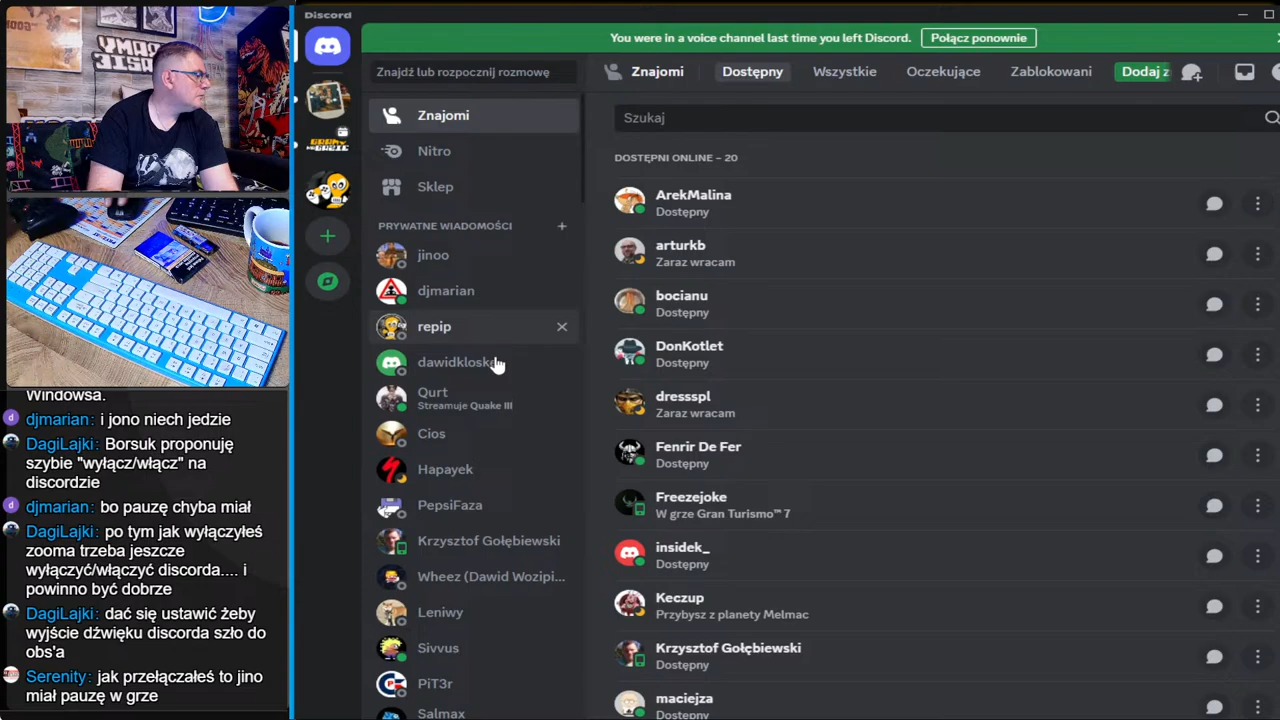 Discord
You were in a voice channel last time you left Discord.
Połącz ponownie
Znajdź lub rozpocznij rozmowę
Znajomi
Dostępny
Wszystkie
Oczekujące
Zablokowani
Dodaj z
Znajomi
Nitro
Sklep
PRYWATNE WIADOMOŚCI
jinoo
djmarian
repip
dawidklosk
Qurt
Streamuje Quake III
Cios
Hapayek
PepsiFaza
Krzysztof Gołębiewski
Wheez (Dawid Wozipi...
Leniwy
Sivvus
PiT3r
Salmax
Szukaj
DOSTĘPNI ONLINE – 20
ArekMalina
Dostępny
arturkb
Zaraz wracam
bocianu
Dostępny
DonKotlet
Dostępny
dressspl
Zaraz wracam
Fenrir De Fer
Dostępny
Freezejoke
W grze Gran Turismo™ 7
insidek_
Dostępny
Keczup
Przybysz z planety Melmac
Krzysztof Gołębiewski
Dostępny
maciejza
Windowsa.
djmarian: i jono niech jedzie
DagiLajki: Borsuk proponuję
szybie "wyłącz/włącz" na
discordzie
djmarian: bo pauzę chyba miał
DagiLajki: po tym jak wyłączyłeś
zooma trzeba jeszcze
wyłączyć/włączyć discorda.... i
powinno być dobrze
DagiLajki: dać się ustawić żeby
wyjście dźwięku discorda szło do
obs'a
Serenity: jak przełączałeś to jino
miał pauzę w grze